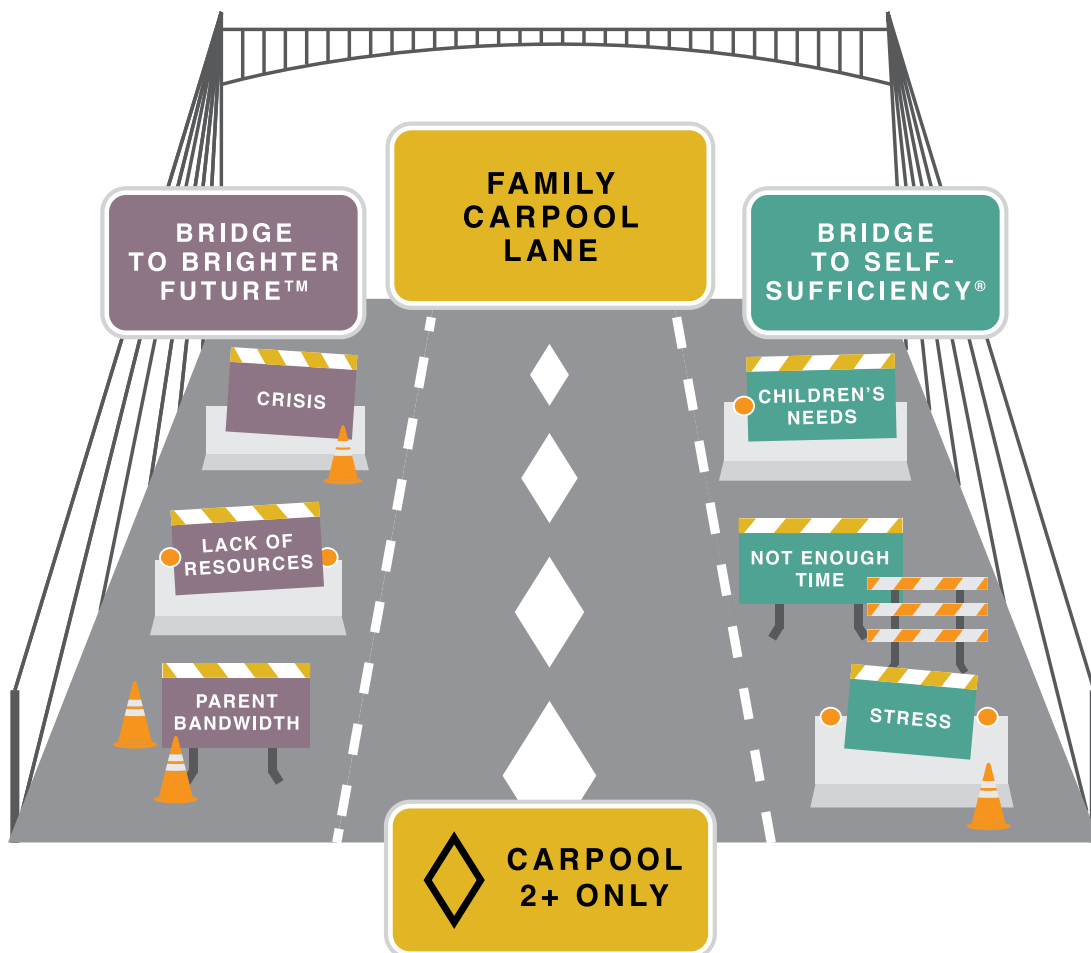 FAMILY
CARPOOL
LANE
BRIDGE
TO BRIGHTER
FUTURE™
BRIDGE
TO SELF-
SUFFICIENCY®
CRISIS
LACK OF
RESOURCES
PARENT
BANDWIDTH
CHILDREN'S
NEEDS
NOT ENOUGH
TIME
STRESS
CARPOOL
2+ ONLY